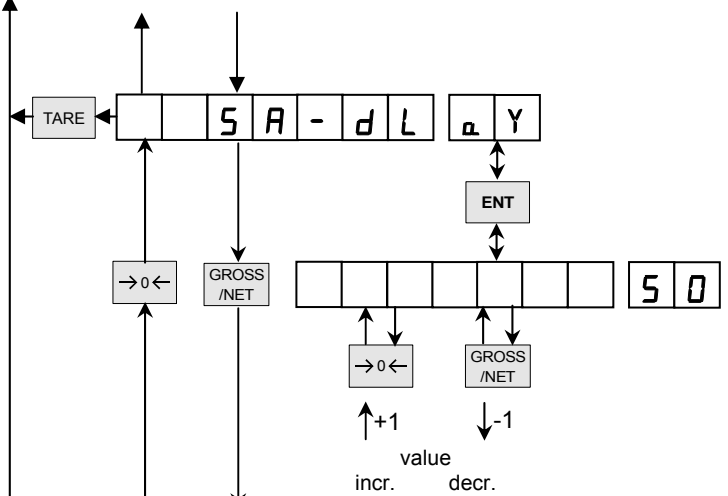 TARE
SA-dL aY
ENT
→0←
GROSS
/NET
50
→0←
GROSS
/NET
+1
-1
value
incr. decr.